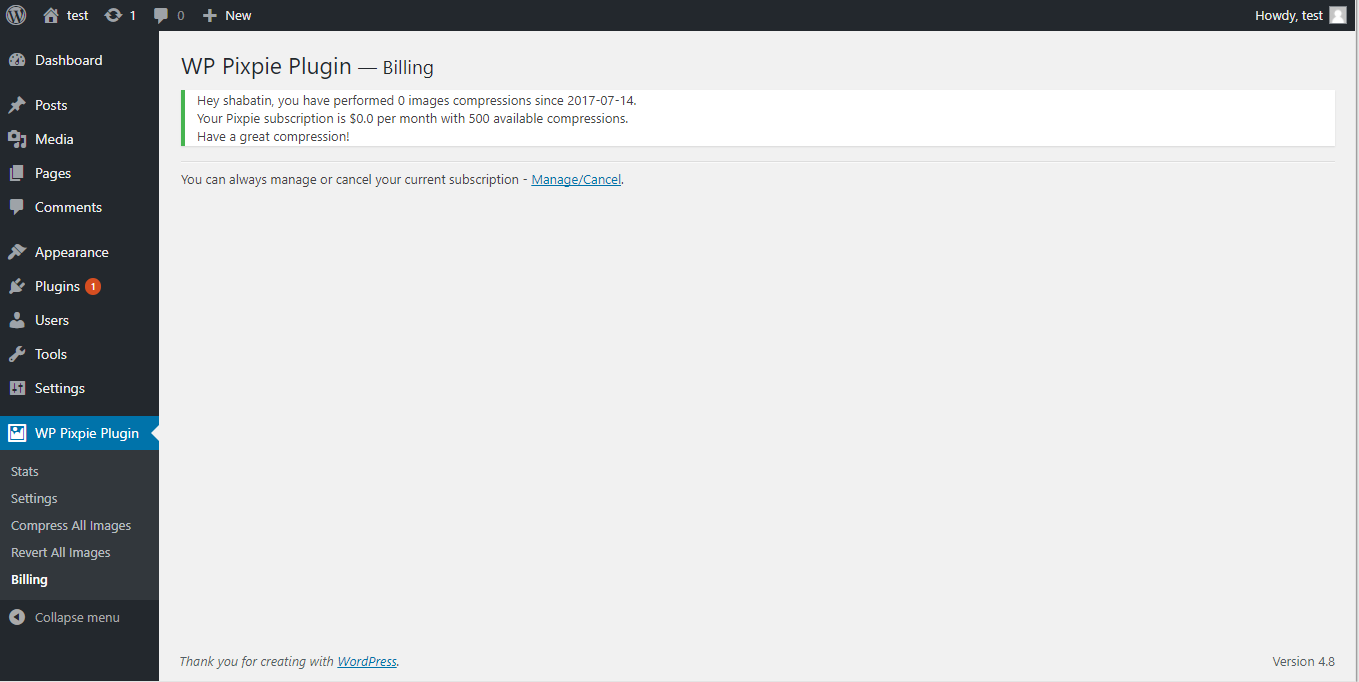 test 1 0 New Howdy, test
Dashboard
Posts
Media
Pages
Comments
Appearance
Plugins 1
Users
Tools
Settings
WP Pixpie Plugin
Stats
Settings
Compress All Images
Revert All Images
Billing
Collapse menu
WP Pixpie Plugin — Billing
Hey shabatin, you have performed 0 images compressions since 2017-07-14.
Your Pixpie subscription is $0.0 per month with 500 available compressions.
Have a great compression!
You can always manage or cancel your current subscription - Manage/Cancel.
Thank you for creating with WordPress. Version 4.8